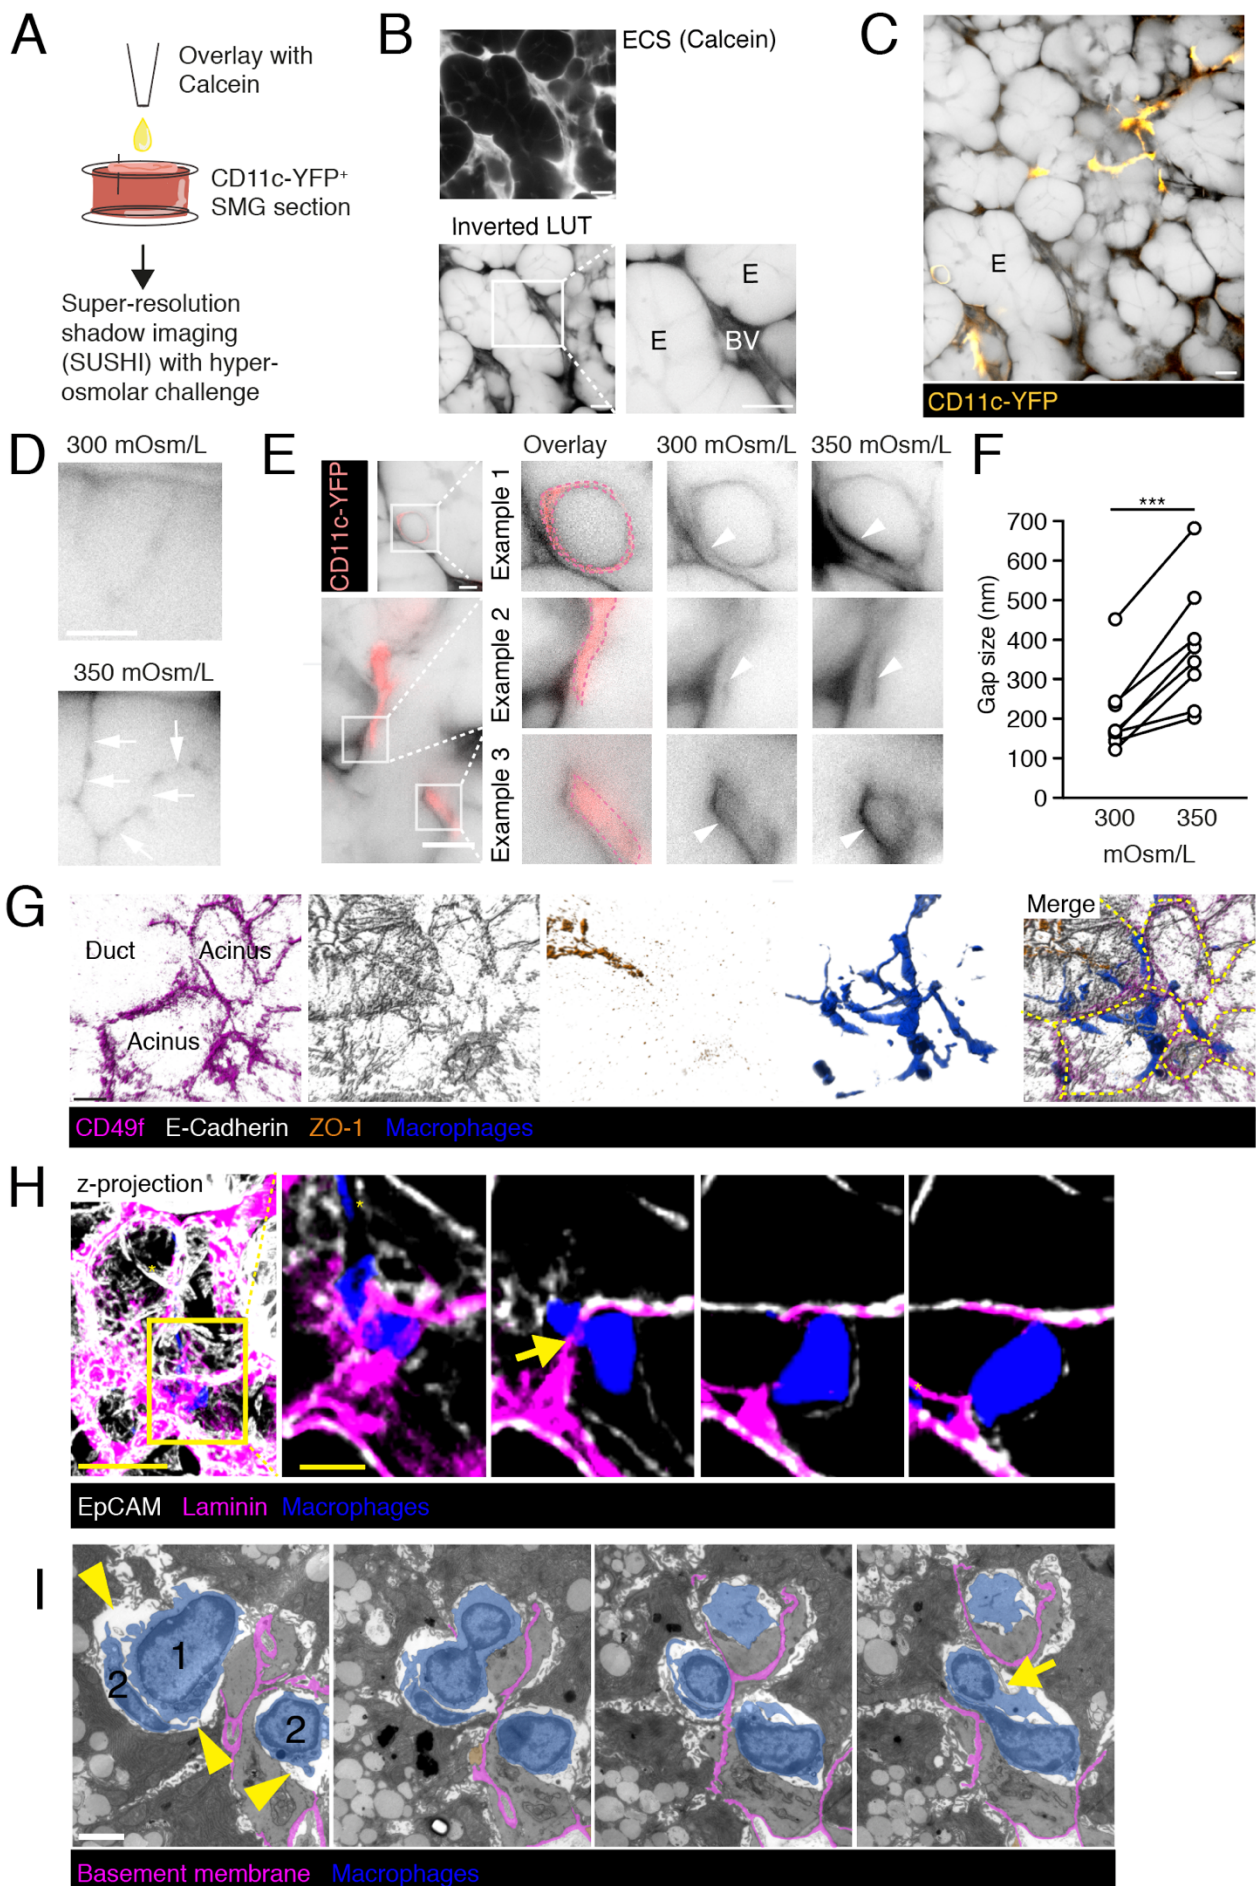 A
Overlay with
Calcein
CD11c-YFP⁺
SMG section
Super-resolution
shadow imaging
(SUSHI) with hyper-
osmolar challenge
B
ECS (Calcein)
Inverted LUT
E
E
BV
C
E
CD11c-YFP
D
300 mOsm/L
350 mOsm/L
E
CD11c-YFP
Overlay
300 mOsm/L
350 mOsm/L
Example 1
Example 2
Example 3
F
***
Gap size (nm)
700
600
500
400
300
200
100
0
300
350
mOsm/L
G
Duct
Acinus
Acinus
Merge
CD49f E-Cadherin ZO-1 Macrophages
H
z-projection
*
*
*
EpCAM Laminin Macrophages
I
1
2
2
Basement membrane Macrophages